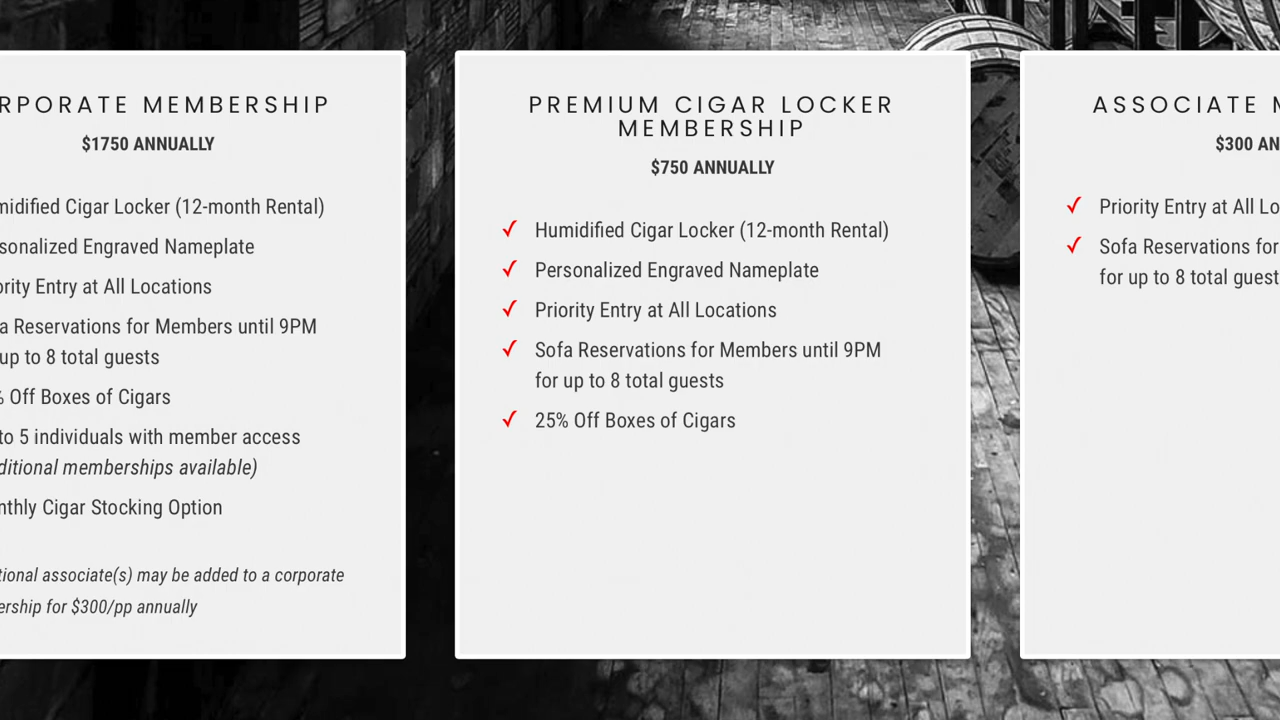 RPORATE MEMBERSHIP
$1750 ANNUALLY
midified Cigar Locker (12-month Rental)
sonalized Engraved Nameplate
ority Entry at All Locations
a Reservations for Members until 9PM
up to 8 total guests
% Off Boxes of Cigars
to 5 individuals with member access
ditional memberships available)
nthly Cigar Stocking Option
tional associate(s) may be added to a corporate
ership for $300/pp annually
PREMIUM CIGAR LOCKER
MEMBERSHIP
$750 ANNUALLY
✓ Humidified Cigar Locker (12-month Rental)
✓ Personalized Engraved Nameplate
✓ Priority Entry at All Locations
✓ Sofa Reservations for Members until 9PM
for up to 8 total guests
✓ 25% Off Boxes of Cigars
ASSOCIATE M
$300 AN
✓ Priority Entry at All Lo
✓ Sofa Reservations for
for up to 8 total guest